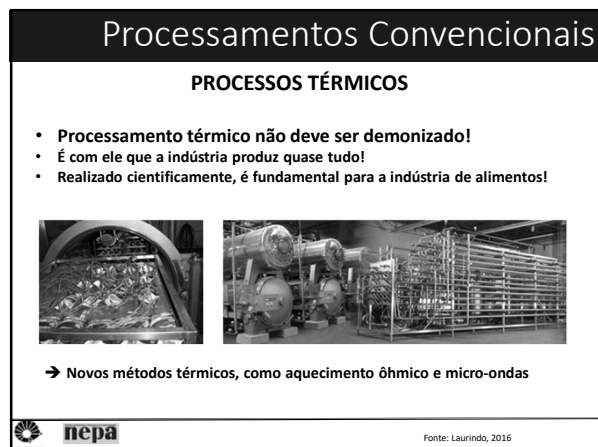 Processamentos Convencionais
PROCESSOS TÉRMICOS
• Processamento térmico não deve ser demonizado!
• É com ele que a indústria produz quase tudo!
• Realizado cientificamente, é fundamental para a indústria de alimentos!
➔ Novos métodos térmicos, como aquecimento ôhmico e micro-ondas
nepa
Fonte: Laurindo, 2016